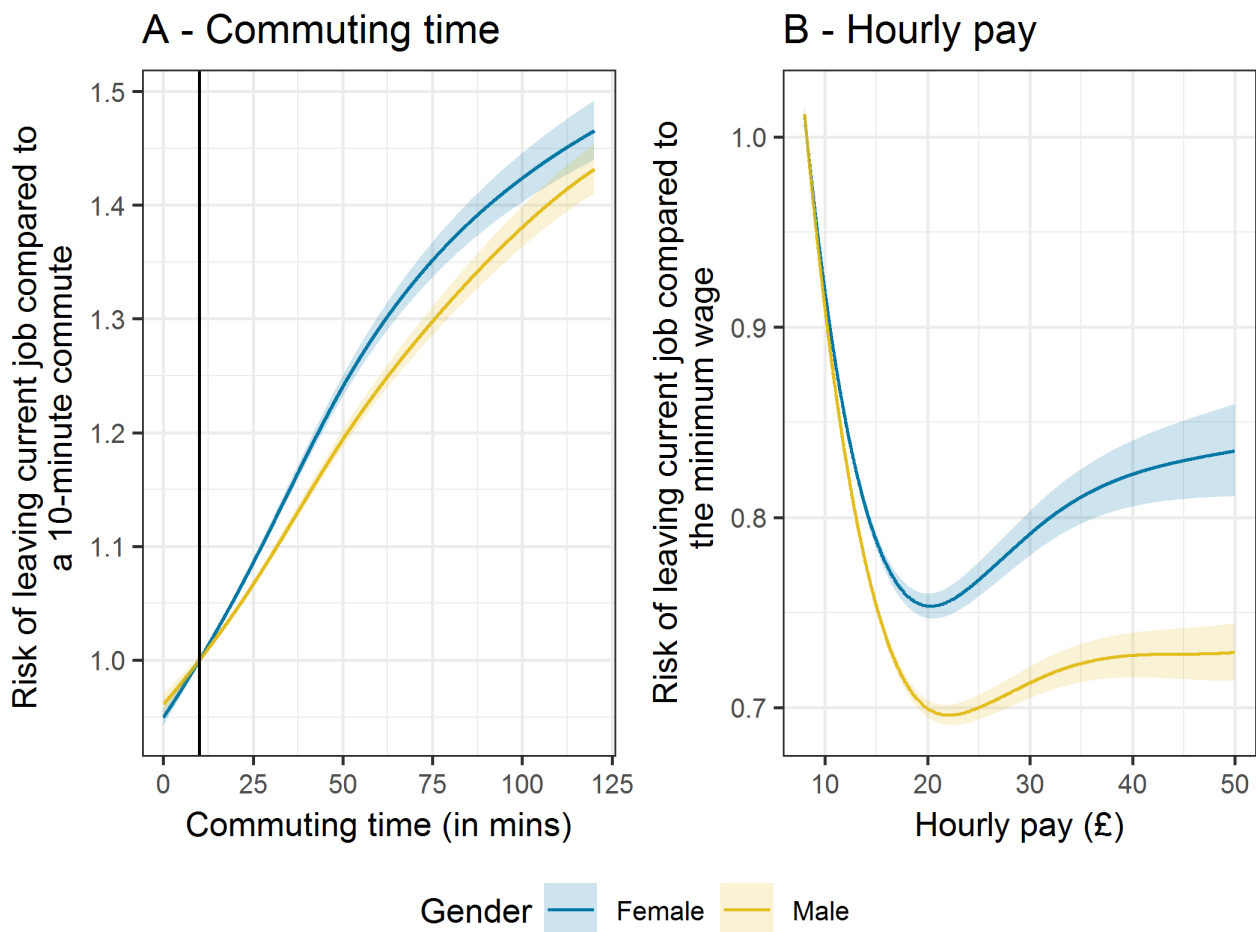 A - Commuting time
Risk of leaving current job compared to
a 10-minute commute
1.5
1.4
1.3
1.2
1.1
1.0
0
25
50
75
100
125
Commuting time (in mins)
B - Hourly pay
Risk of leaving current job compared to
the minimum wage
1.0
0.9
0.8
0.7
10
20
30
40
50
Hourly pay (£)
Gender
Female
Male